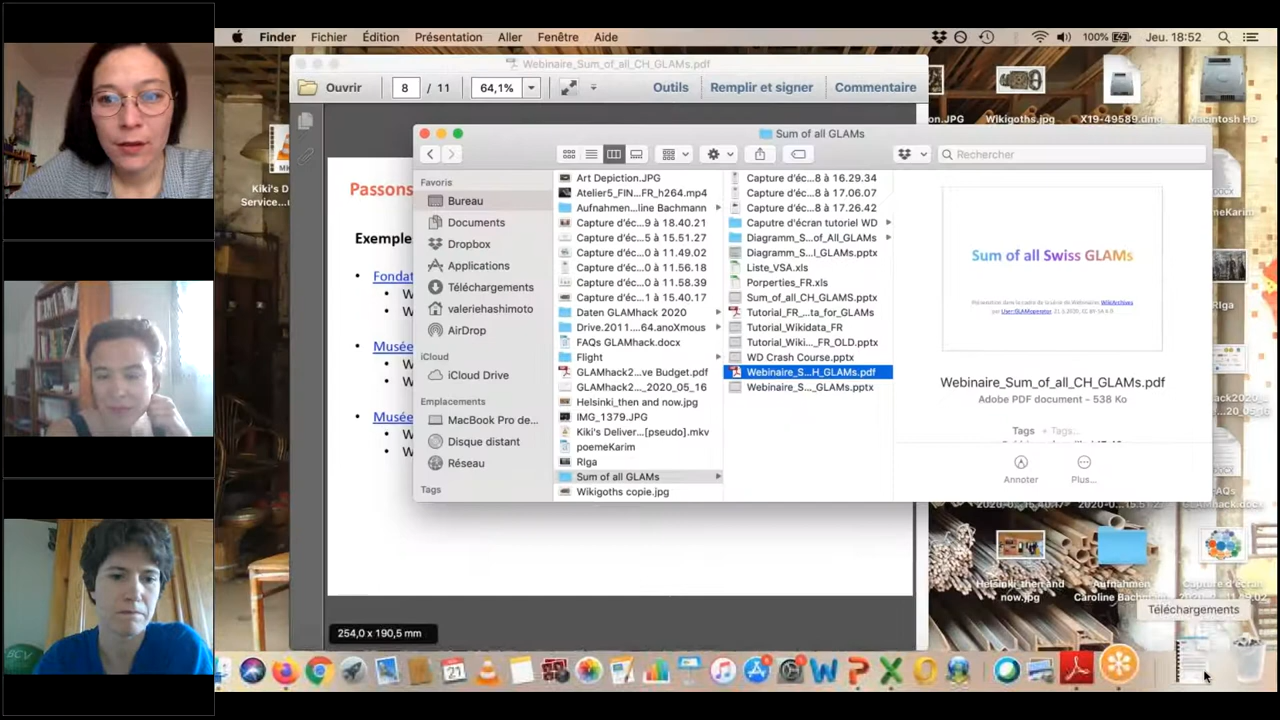 Finder Fichier Édition Présentation Aller Fenêtre Aide
100% Jeu. 18:52
Webinaire_Sum_of_all_CH_GLAMs.pdf
Ouvrir 8 / 11 64,1% Outils Remplir et signer Commentaire
Wikigoths.jpg X19-49589.dmg Macintosh HD
Sum of all GLAMs
Rechercher
Passons
Exemple
Fondat
W
W
Musée
W
W
Musée
W
W
Favoris
Bureau
Documents
Dropbox
Applications
Téléchargements
valeriehashimoto
AirDrop
iCloud
iCloud Drive
Emplacements
MacBook Pro de...
Disque distant
Réseau
Tags
Art Depiction.JPG
Atelier5_FIN...FR_h264.mp4
Aufnahmen...line Bachmann
Capture d'éc...9 à 18.40.21
Capture d'éc...5 à 15.51.27
Capture d'éc...0 à 11.49.02
Capture d'éc...0 à 11.56.18
Capture d'éc...0 à 11.58.39
Capture d'éc...1 à 15.40.17
Daten GLAMhack 2020
Drive.2011...64.anoXmous
FAQs GLAMhack.docx
Flight
GLAMhack2...ve Budget.pdf
GLAMhack2..._2020_05_16
Helsinki_then and now.jpg
IMG_1379.JPG
Kiki's Deliver...[pseudo].mkv
poemeKarim
RIga
Sum of all GLAMs
Wikigoths copie.jpg
Capture d'éc...8 à 16.29.34
Capture d'éc...8 à 17.06.07
Capture d'éc...8 à 17.26.42
Caputre d'écran tutoriel WD
Diagramm_S...of_All_GLAMs
Diagramm_S...l_GLAMs.pptx
Liste_VSA.xls
Porperties_FR.xls
Sum_of_all_CH_GLAMS.pptx
Tutorial_FR_...ta_for_GLAMs
Tutorial_Wikidata_FR
Tutorial_Wiki..._FR_OLD.pptx
WD Crash Course.pptx
Webinaire_S...H_GLAMs.pdf
Webinaire_S..._GLAMs.pptx
Sum of all Swiss GLAMs
Webinaire_Sum_of_all_CH_GLAMs.pdf
Adobe PDF document - 538 Ko
Tags + Tags...
Annoter Plus...
Kiki's D
Service...
Helsinki_then and
now.jpg
Aufnahmen
Caroline Bachm
Téléchargements
254,0 x 190,5 mm
BCV